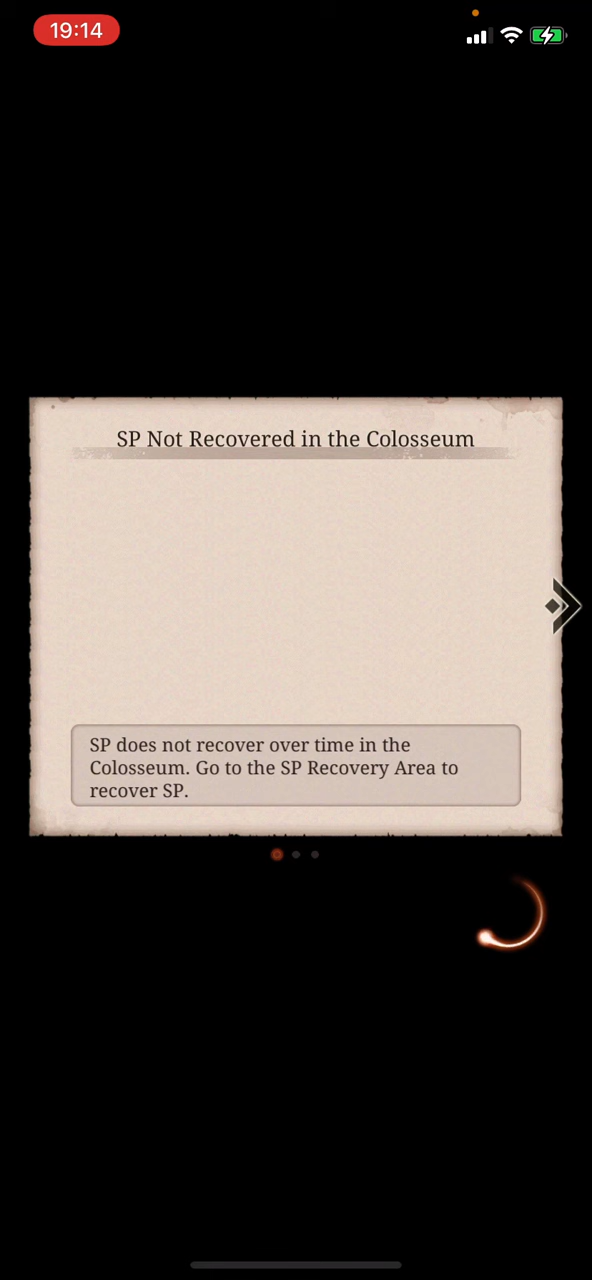 19:14
SP Not Recovered in the Colosseum
SP does not recover over time in the
Colosseum. Go to the SP Recovery Area to
recover SP.